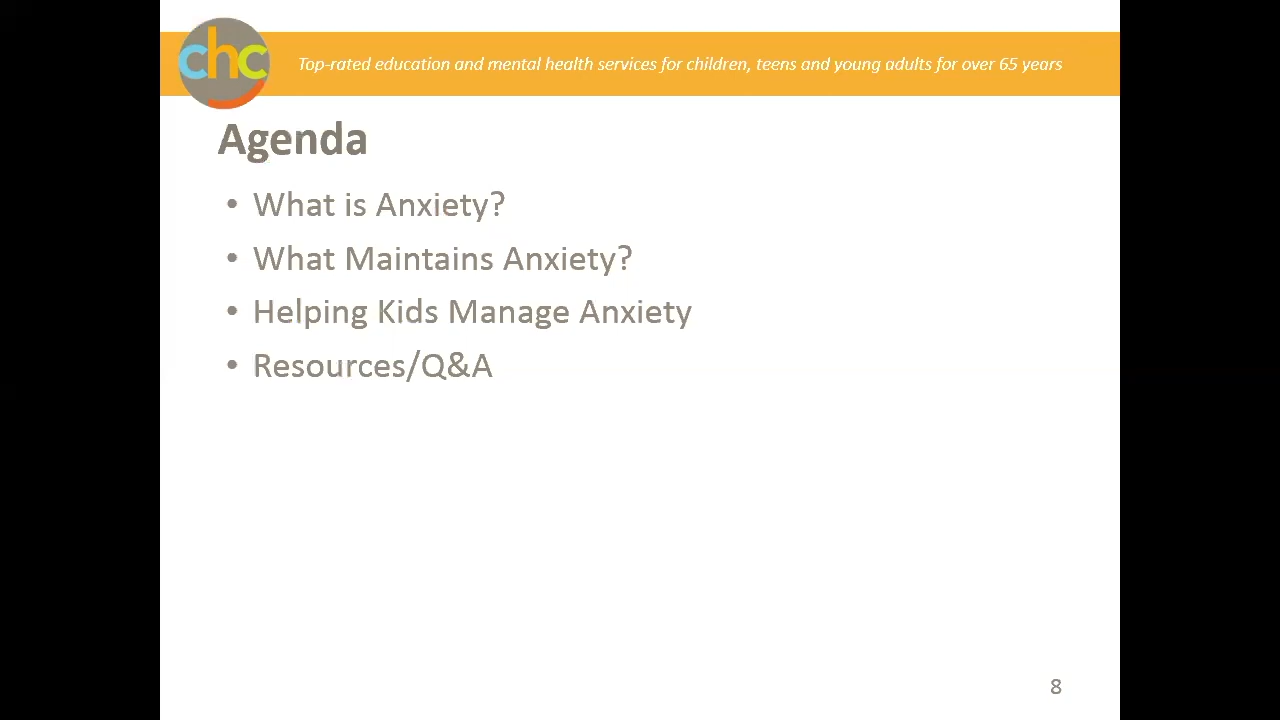 chc
Top-rated education and mental health services for children, teens and young adults for over 65 years
Agenda
• What is Anxiety?
• What Maintains Anxiety?
• Helping Kids Manage Anxiety
• Resources/Q&A
8